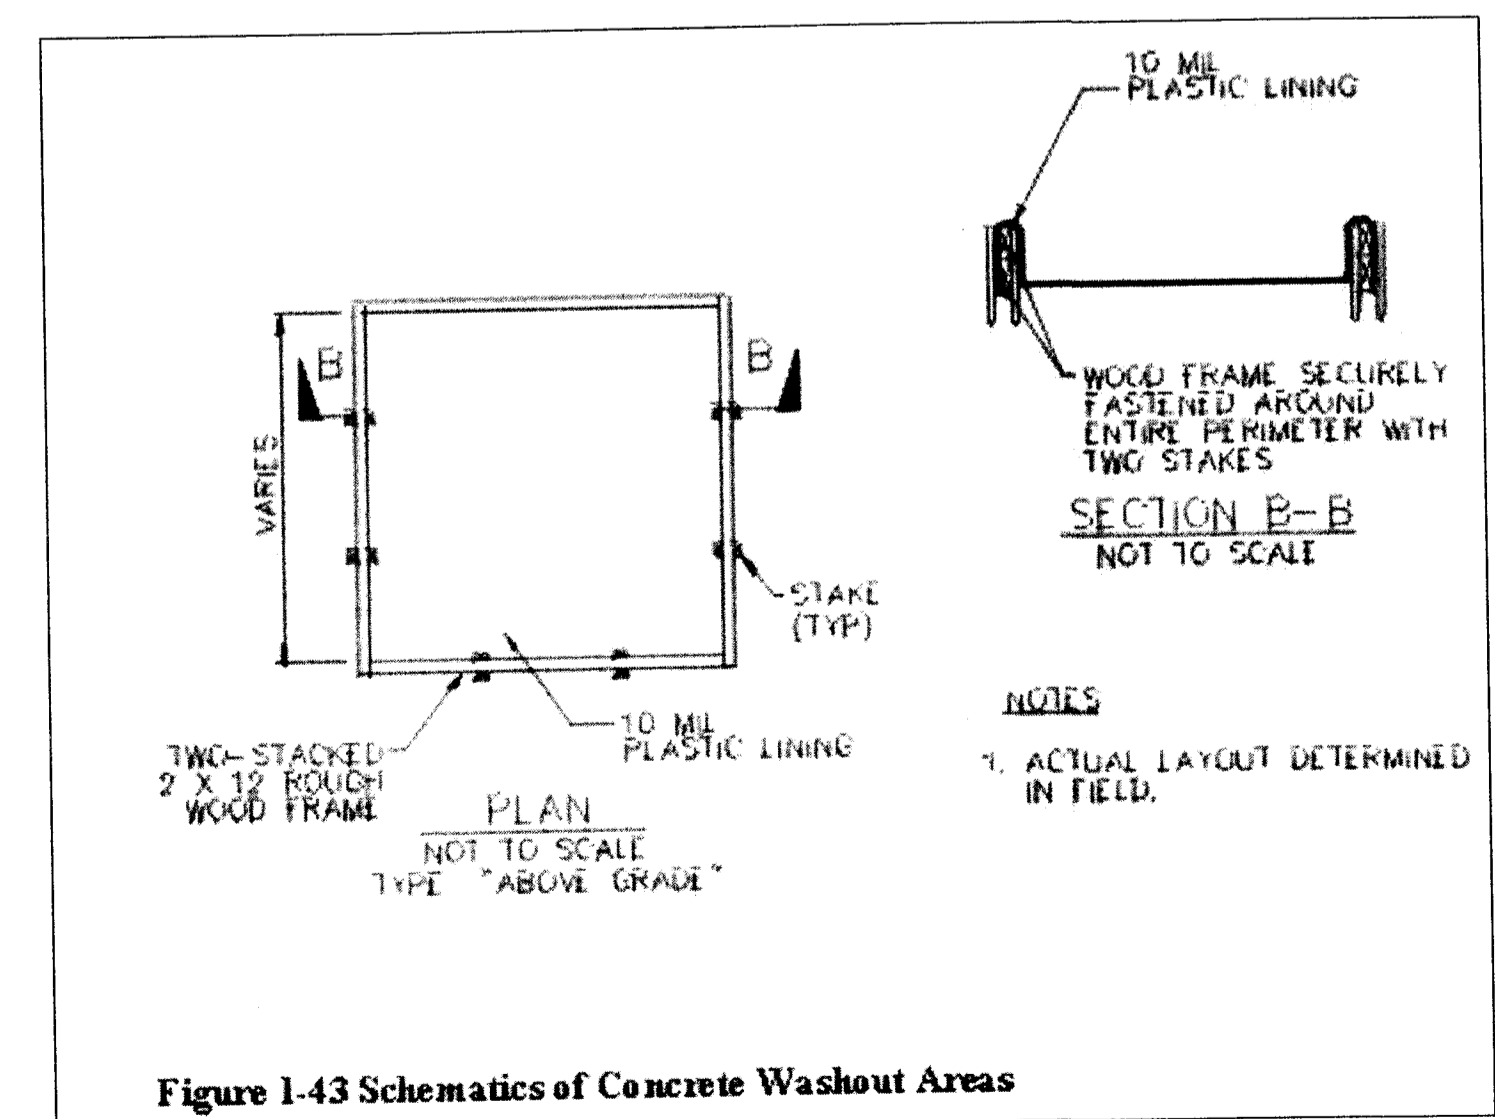 10 MIL
PLASTIC LINING
B
B
VARIES
WOOD FRAME SECURELY
FASTENED AROUND
ENTIRE PERIMETER WITH
TWO STAKES
SECTION B-B
NOT TO SCALE
STAKE
(TYP)
10 MIL
PLASTIC LINING
TWO-STACKED
2 X 12 ROUGH
WOOD FRAME
PLAN
NOT TO SCALE
TYPE "ABOVE GRADE"
NOTES
1. ACTUAL LAYOUT DETERMINED
IN FIELD.
Figure 1-43 Schematics of Concrete Washout Areas